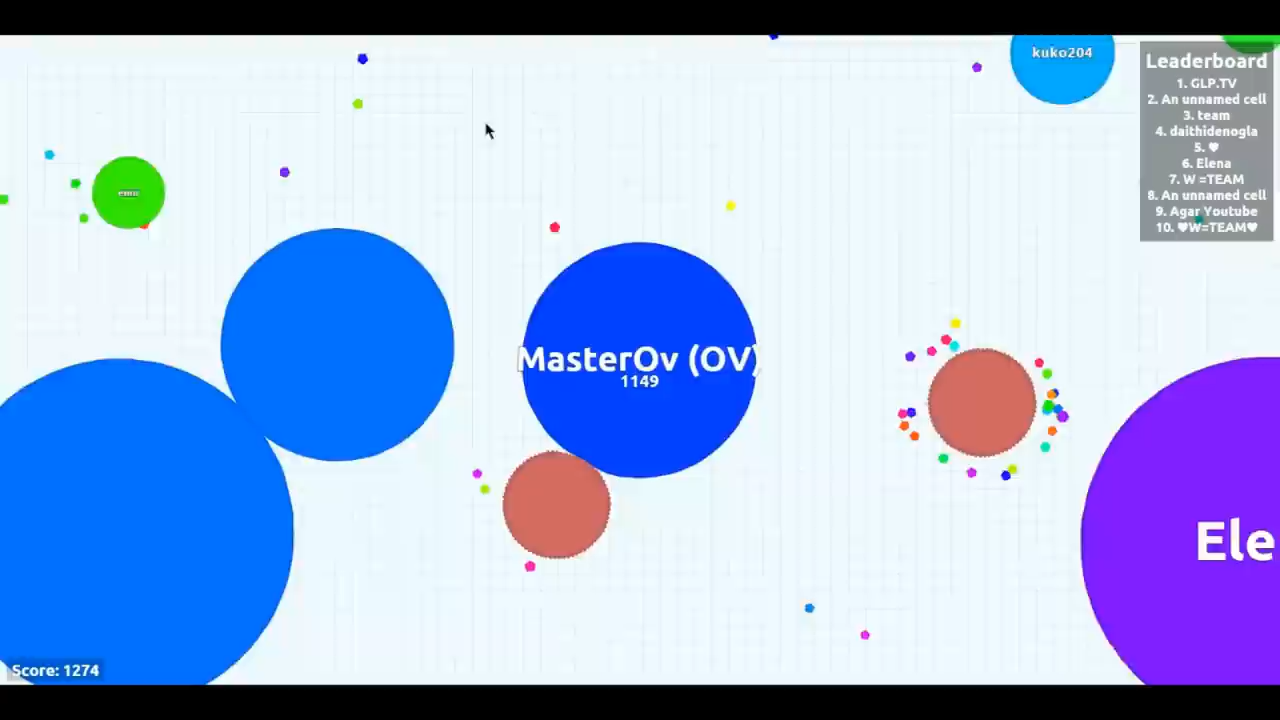 kuko204
Leaderboard
1. GLP.TV
2. An unnamed cell
3. team
4. daithidenogla
5. ♥
6. Elena
7. W =TEAM
8. An unnamed cell
9. Agar Youtube
10. ♥W=TEAM♥
emu
MasterOv (OV)
1149
Ele
Score: 1274